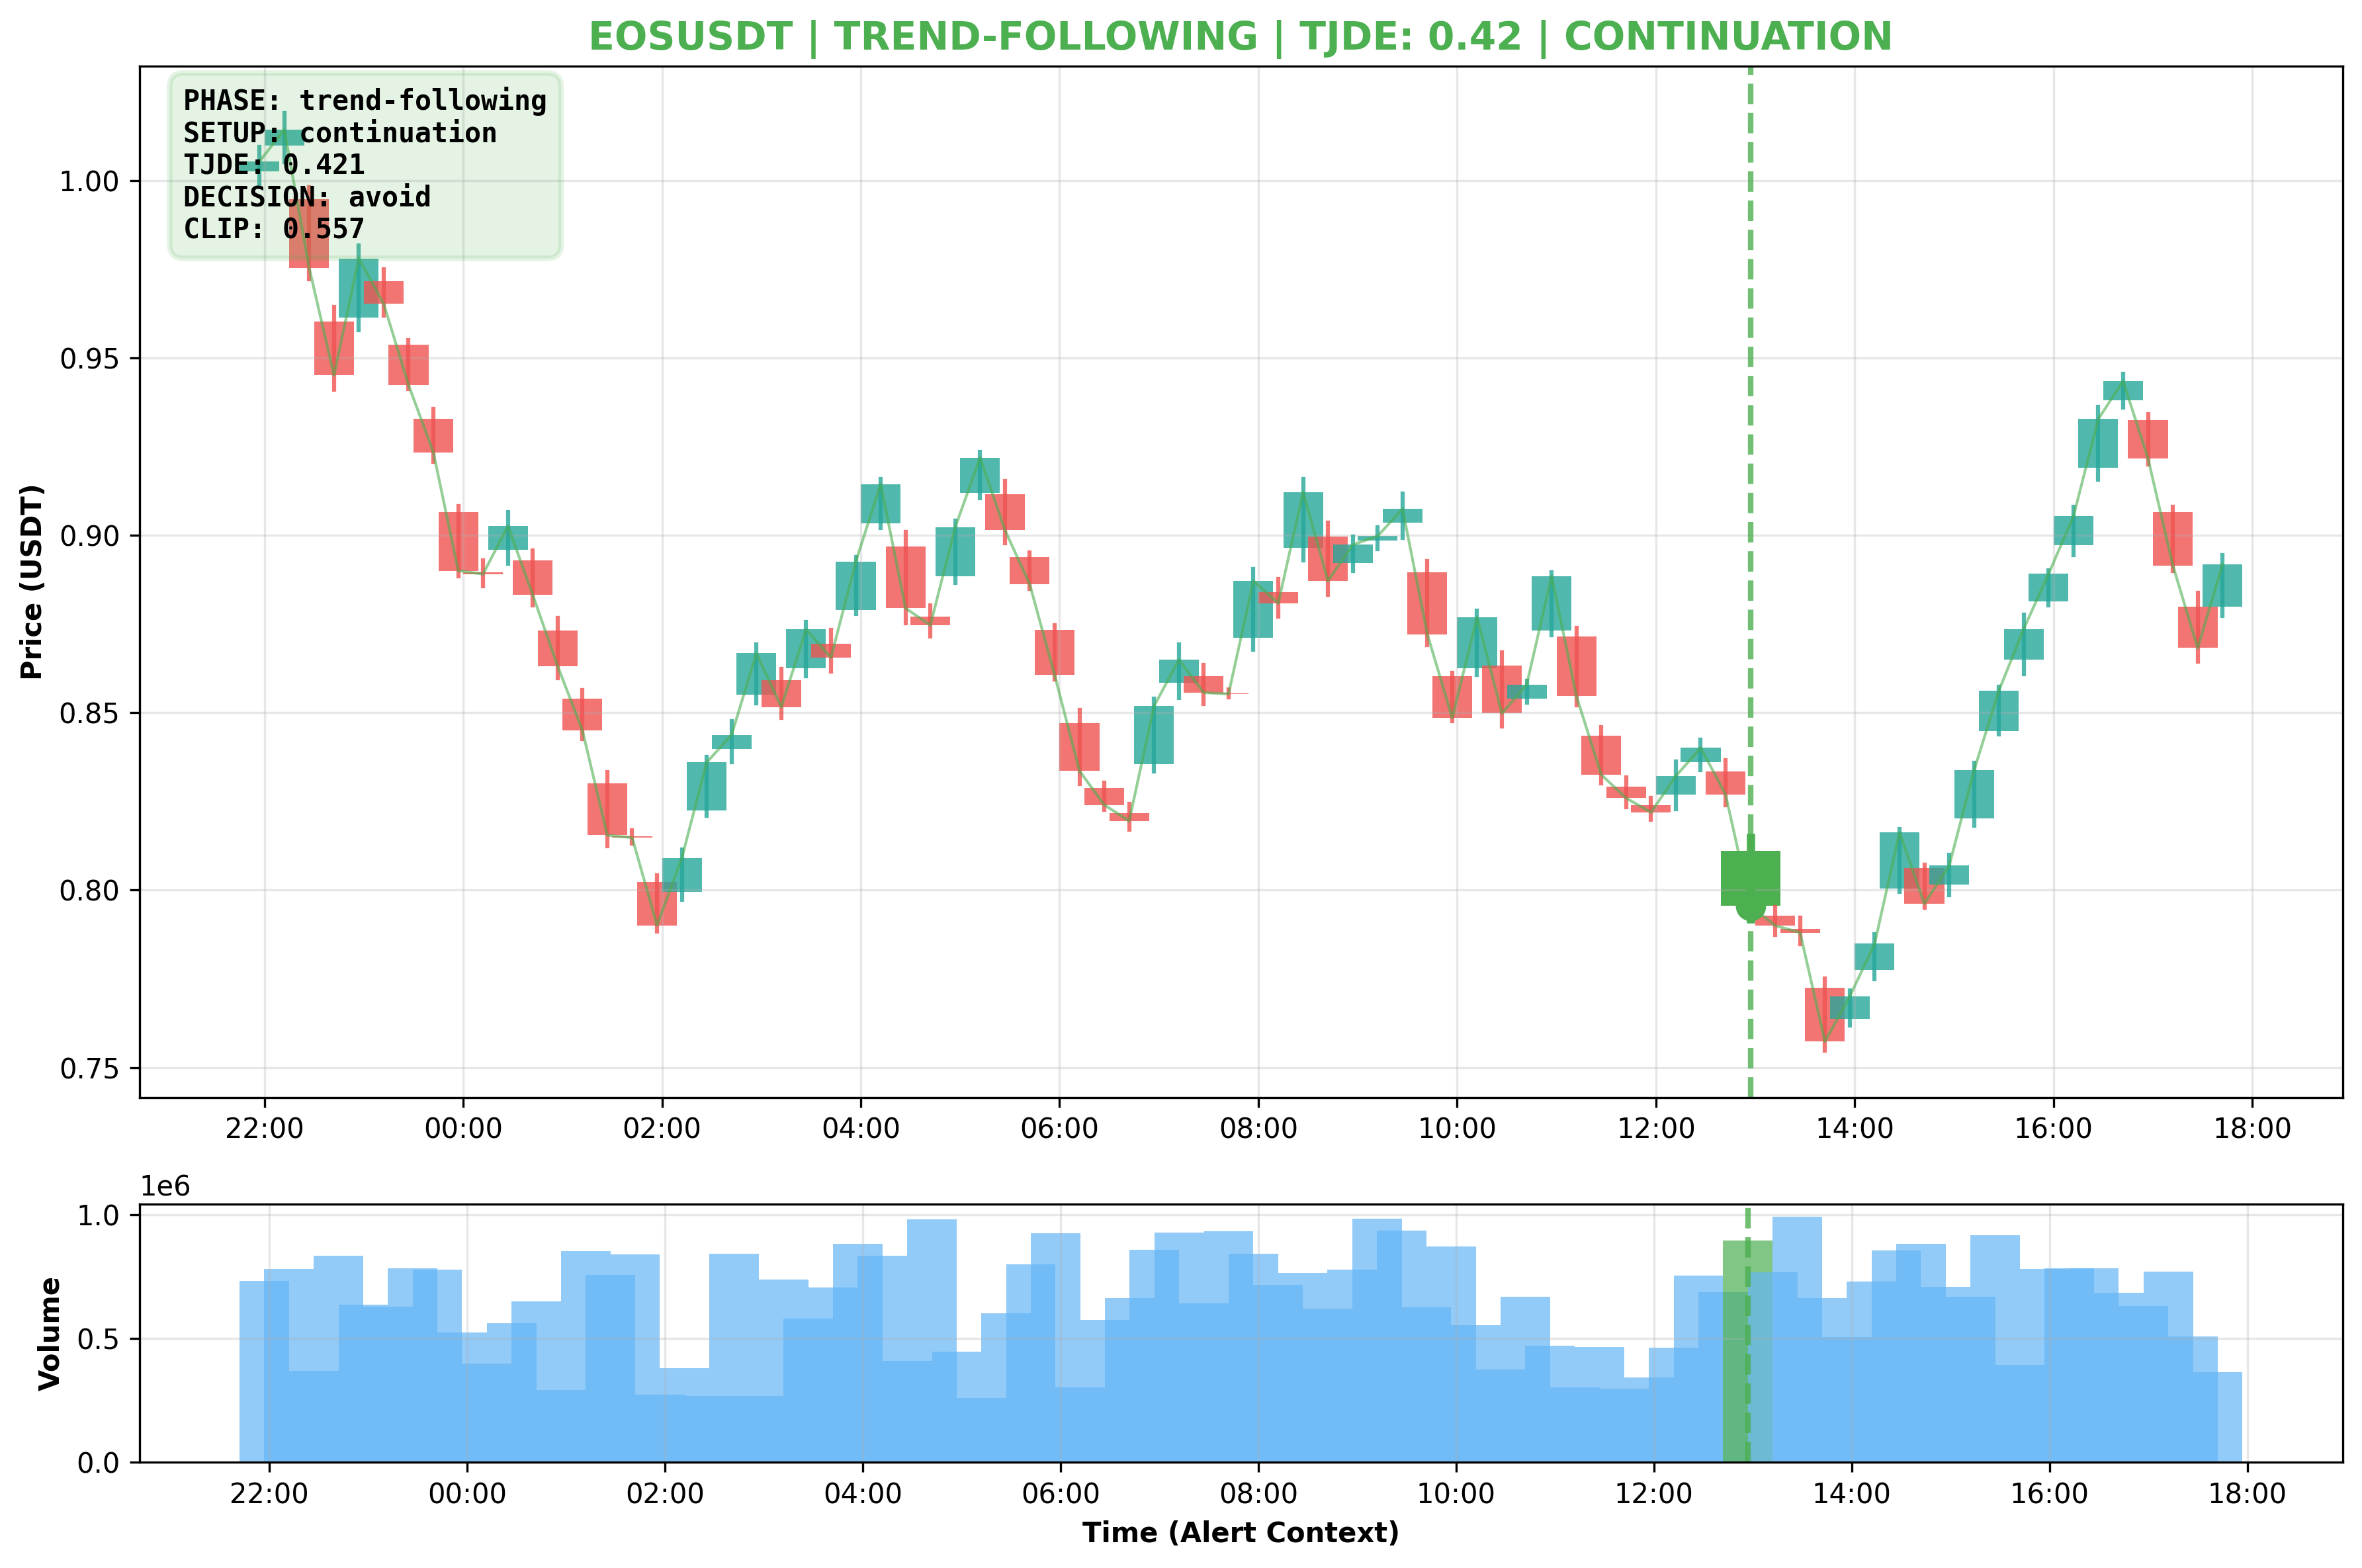 EOSUSDT | TREND-FOLLOWING | TJDE: 0.42 | CONTINUATION
PHASE: trend-following
SETUP: continuation
TJDE: 0.421
DECISION: avoid
CLIP: 0.557
Price (USDT)
1.00
0.95
0.90
0.85
0.80
0.75
22:00 00:00 02:00 04:00 06:00 08:00 10:00 12:00 14:00 16:00 18:00
1e6
Volume
1.0
0.5
0.0
22:00 00:00 02:00 04:00 06:00 08:00 10:00 12:00 14:00 16:00 18:00
Time (Alert Context)